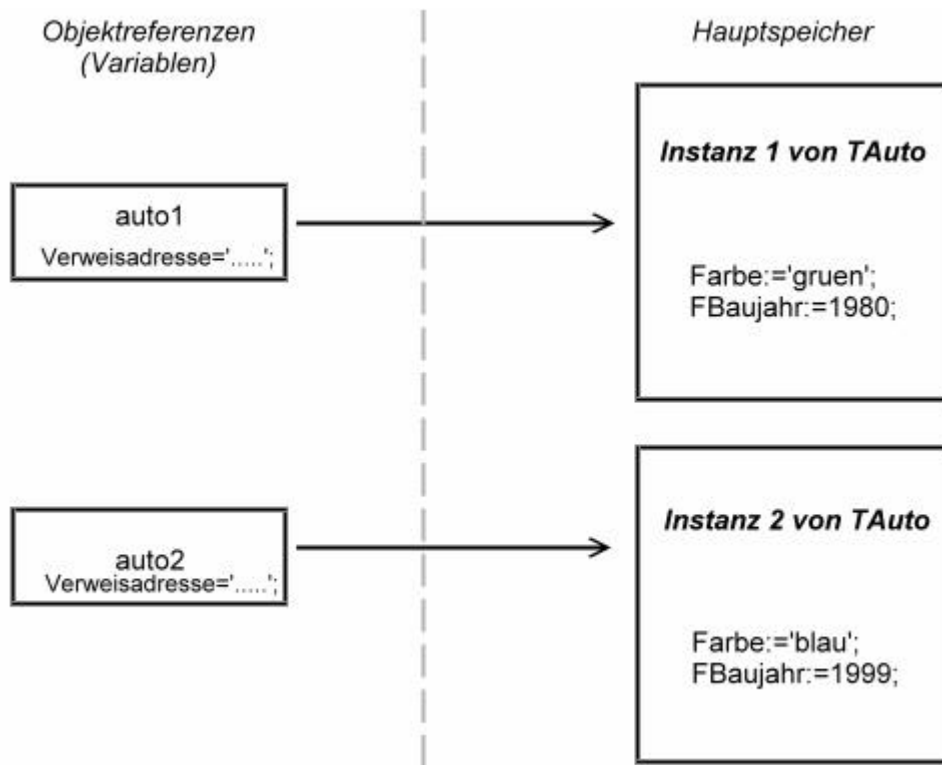 Objektreferenzen
(Variablen)
Hauptspeicher
auto1
Verweisadresse='.....';
Instanz 1 von TAuto
Farbe:='gruen';
FBaujahr:=1980;
auto2
Verweisadresse='.....';
Instanz 2 von TAuto
Farbe:='blau';
FBaujahr:=1999;